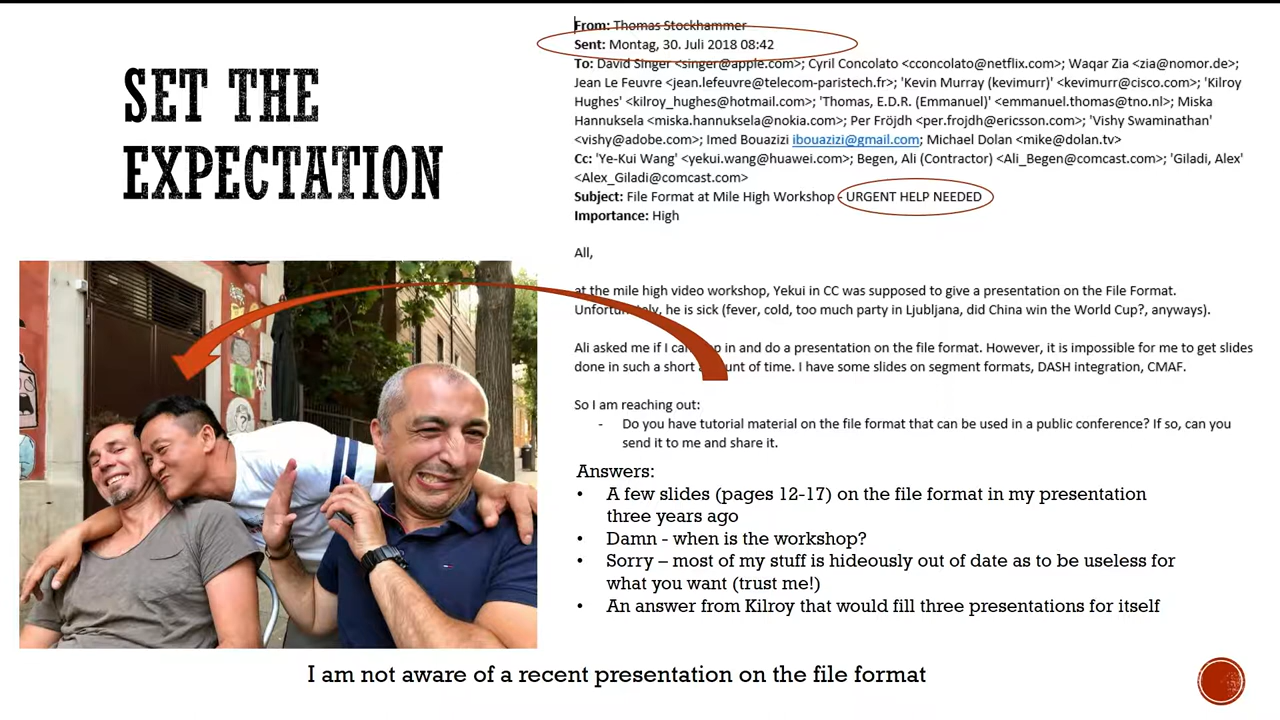 SET THE
EXPECTATION
From: Thomas Stockhammer
Sent: Montag, 30. Juli 2018 08:42
To: David Singer <singer@apple.com>; Cyril Concolato <cconcolato@netflix.com>; Waqar Zia <zia@nomor.de>;
Jean Le Feuvre <jean.lefeuvre@telecom-paristech.fr>; 'Kevin Murray (kevimurr)' <kevimurr@cisco.com>; 'Kilroy
Hughes' <kilroy_hughes@hotmail.com>; 'Thomas, E.D.R. (Emmanuel)' <emmanuel.thomas@tno.nl>; Miska
Hannuksela <miska.hannuksela@nokia.com>; Per Fröjdh <per.frojdh@ericsson.com>; 'Vishy Swaminathan'
<vishy@adobe.com>; Imed Bouazizi ibouazizi@gmail.com; Michael Dolan <mike@dolan.tv>
Cc: 'Ye-Kui Wang' <yekui.wang@huawei.com>; Begen, Ali (Contractor) <Ali_Begen@comcast.com>; 'Giladi, Alex'
<Alex_Giladi@comcast.com>
Subject: File Format at Mile High Workshop - URGENT HELP NEEDED
Importance: High
All,
at the mile high video workshop, Yekui in CC was supposed to give a presentation on the File Format.
Unfortunately, he is sick (fever, cold, too much party in Ljubljana, did China win the World Cup?, anyways).
Ali asked me if I can in and do a presentation on the file format. However, it is impossible for me to get slides
done in such a short amount of time. I have some slides on segment formats, DASH integration, CMAF.
So I am reaching out:
- Do you have tutorial material on the file format that can be used in a public conference? If so, can you
send it to me and share it.
Answers:
• A few slides (pages 12-17) on the file format in my presentation
three years ago
• Damn - when is the workshop?
• Sorry – most of my stuff is hideously out of date as to be useless for
what you want (trust me!)
• An answer from Kilroy that would fill three presentations for itself
I am not aware of a recent presentation on the file format